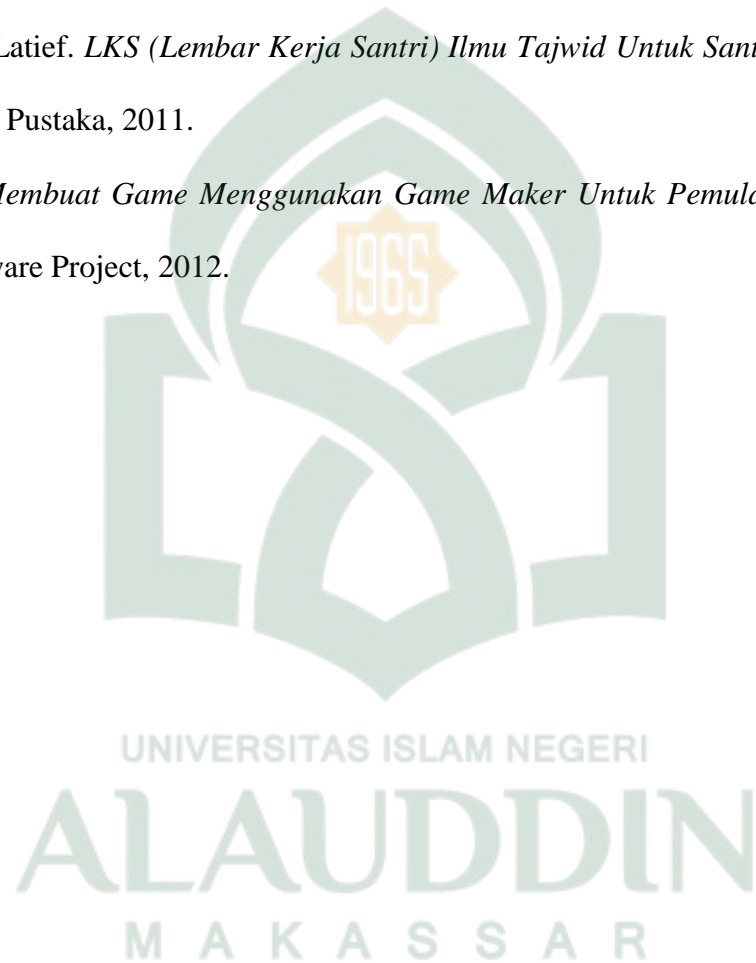 Latief. LKS (Lembar Kerja Santri) Ilmu Tajwid Untuk Sant
Pustaka, 2011.
Membuat Game Menggunakan Game Maker Untuk Pemula
ware Project, 2012.
1965
UNIVERSITAS ISLAM NEGERI
ALAUDDIN
MAKASSAR